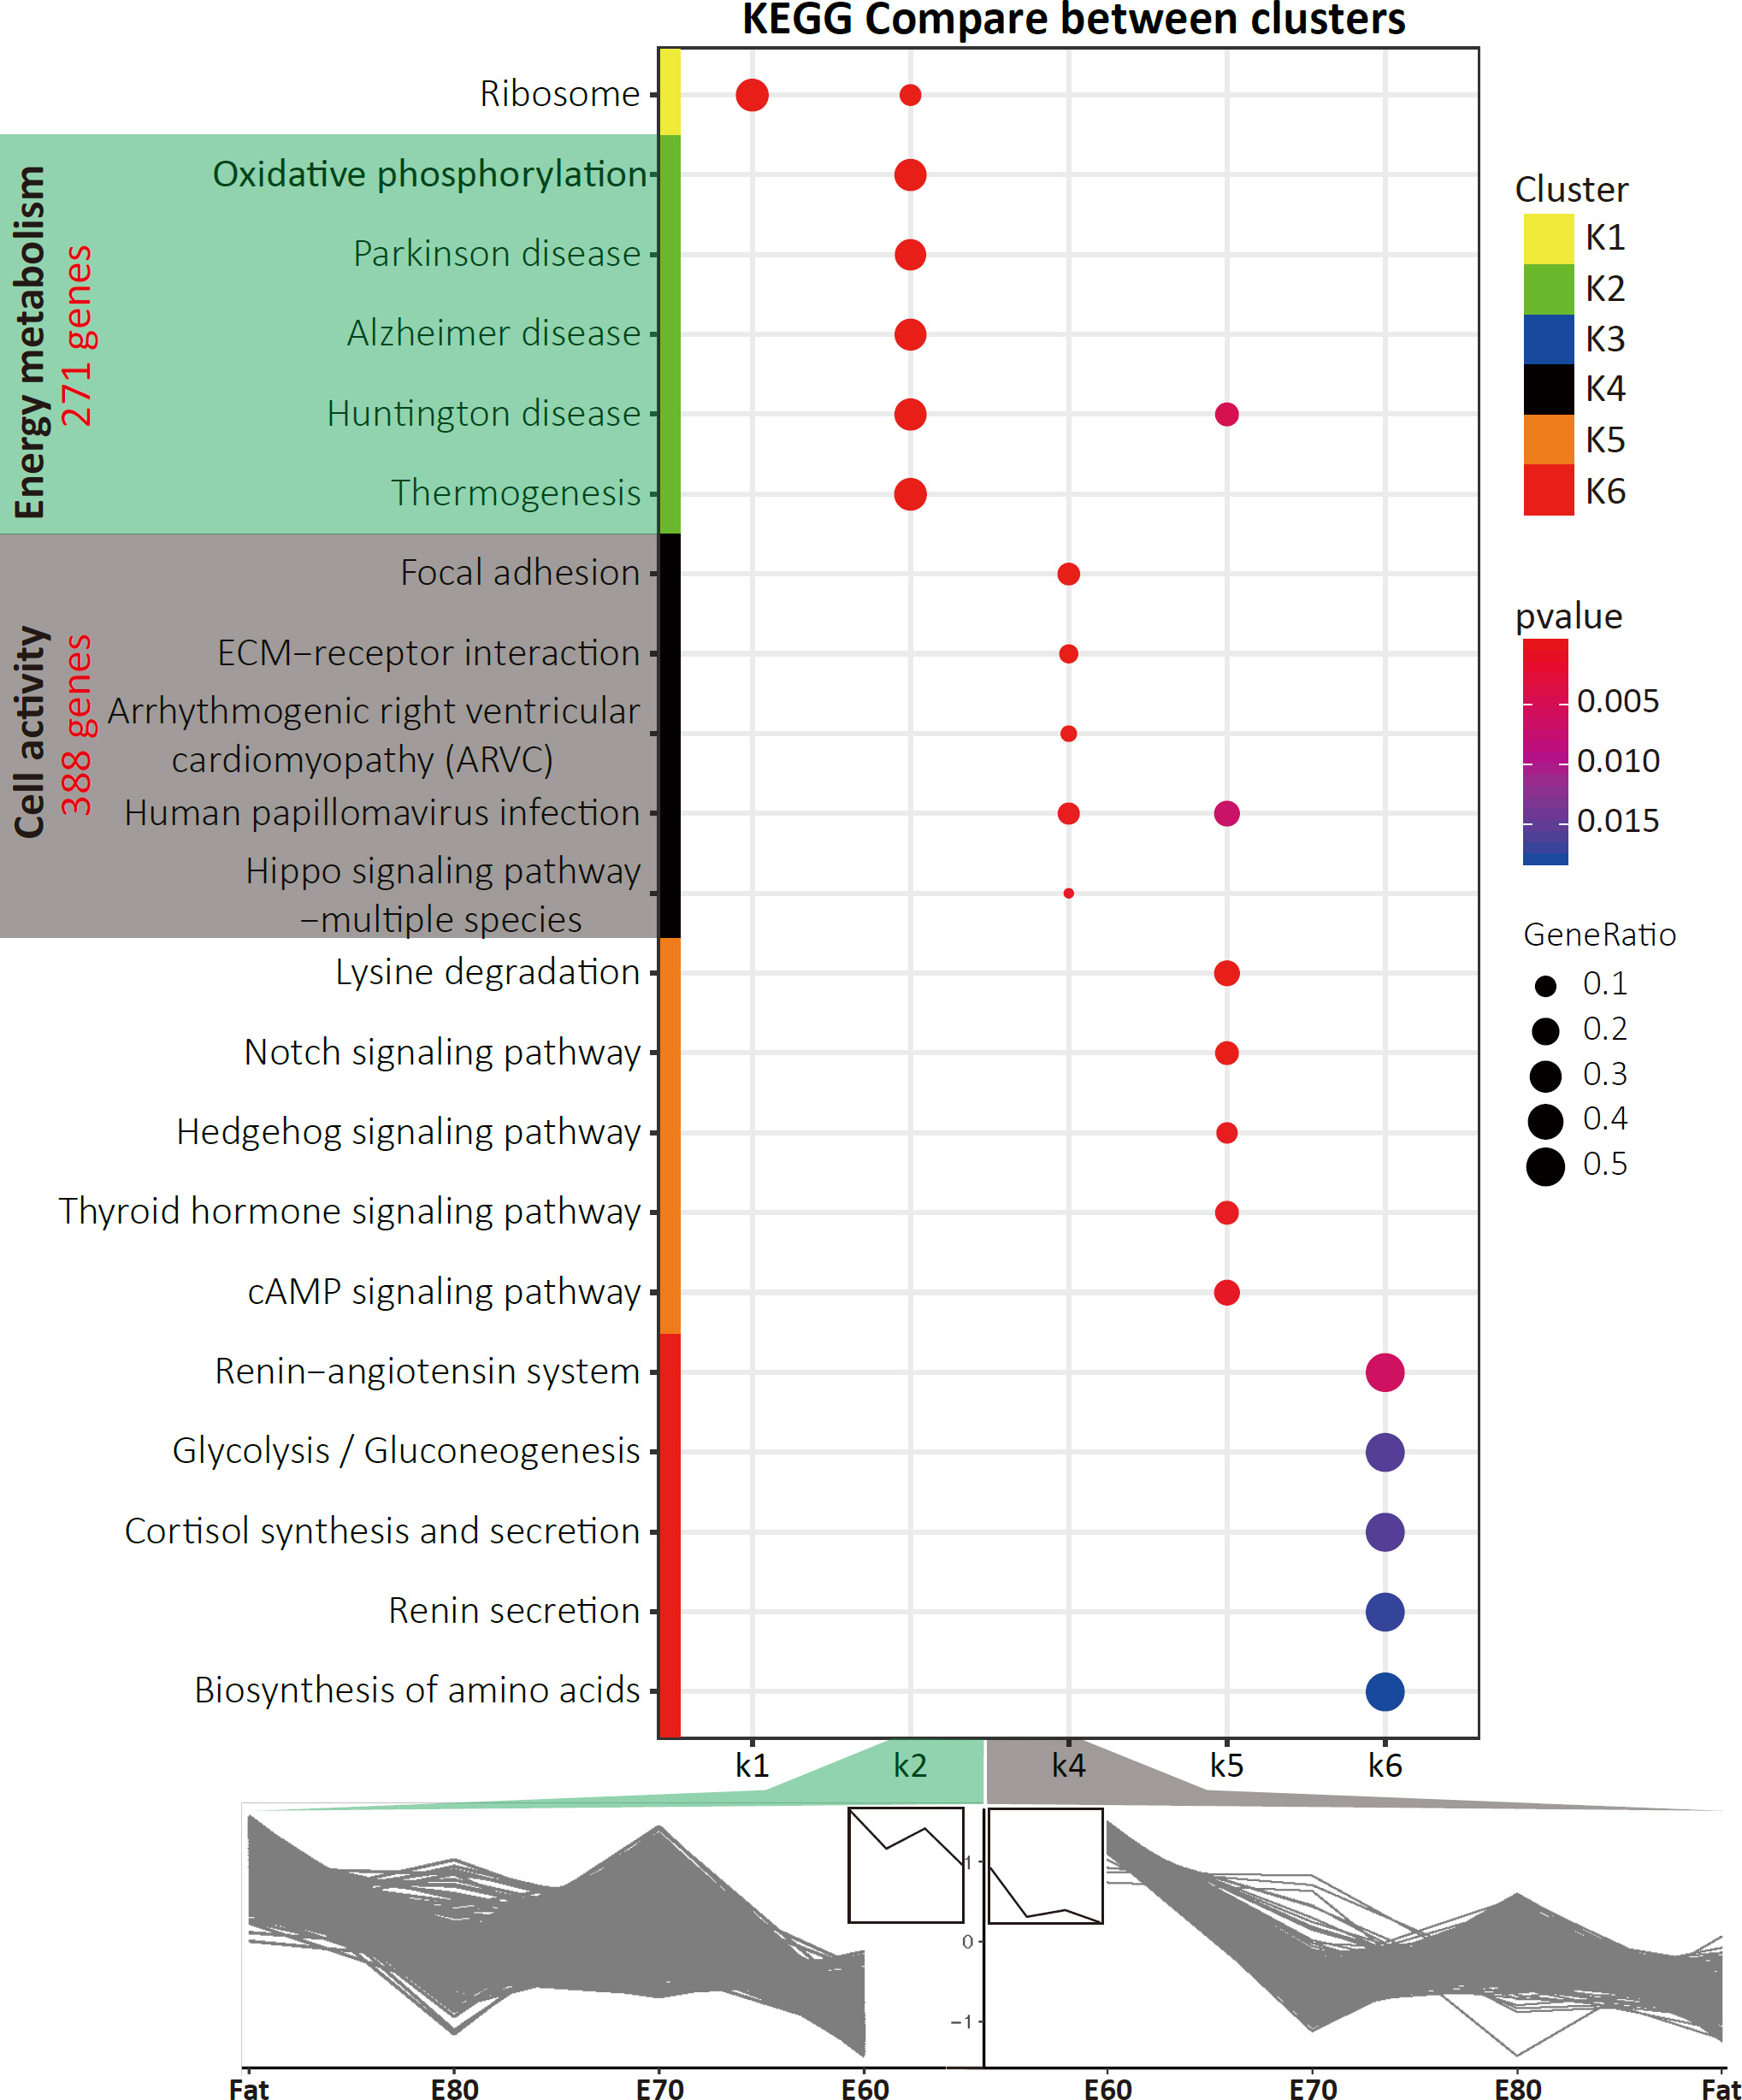 KEGG Compare between clusters
Ribosome
Oxidative phosphorylation
Parkinson disease
Alzheimer disease
Huntington disease
Thermogenesis
Energy metabolism
271 genes
Focal adhesion
ECM−receptor interaction
Arrhythmogenic right ventricular
cardiomyopathy (ARVC)
Human papillomavirus infection
Hippo signaling pathway
−multiple species
Cell activity
388 genes
Lysine degradation
Notch signaling pathway
Hedgehog signaling pathway
Thyroid hormone signaling pathway
cAMP signaling pathway
Renin−angiotensin system
Glycolysis / Gluconeogenesis
Cortisol synthesis and secretion
Renin secretion
Biosynthesis of amino acids
k1 k2 k4 k5 k6
Cluster
K1
K2
K3
K4
K5
K6
pvalue
0.005
0.010
0.015
GeneRatio
0.1
0.2
0.3
0.4
0.5
1
0
−1
Fat E80 E70 E60 E60 E70 E80 Fat